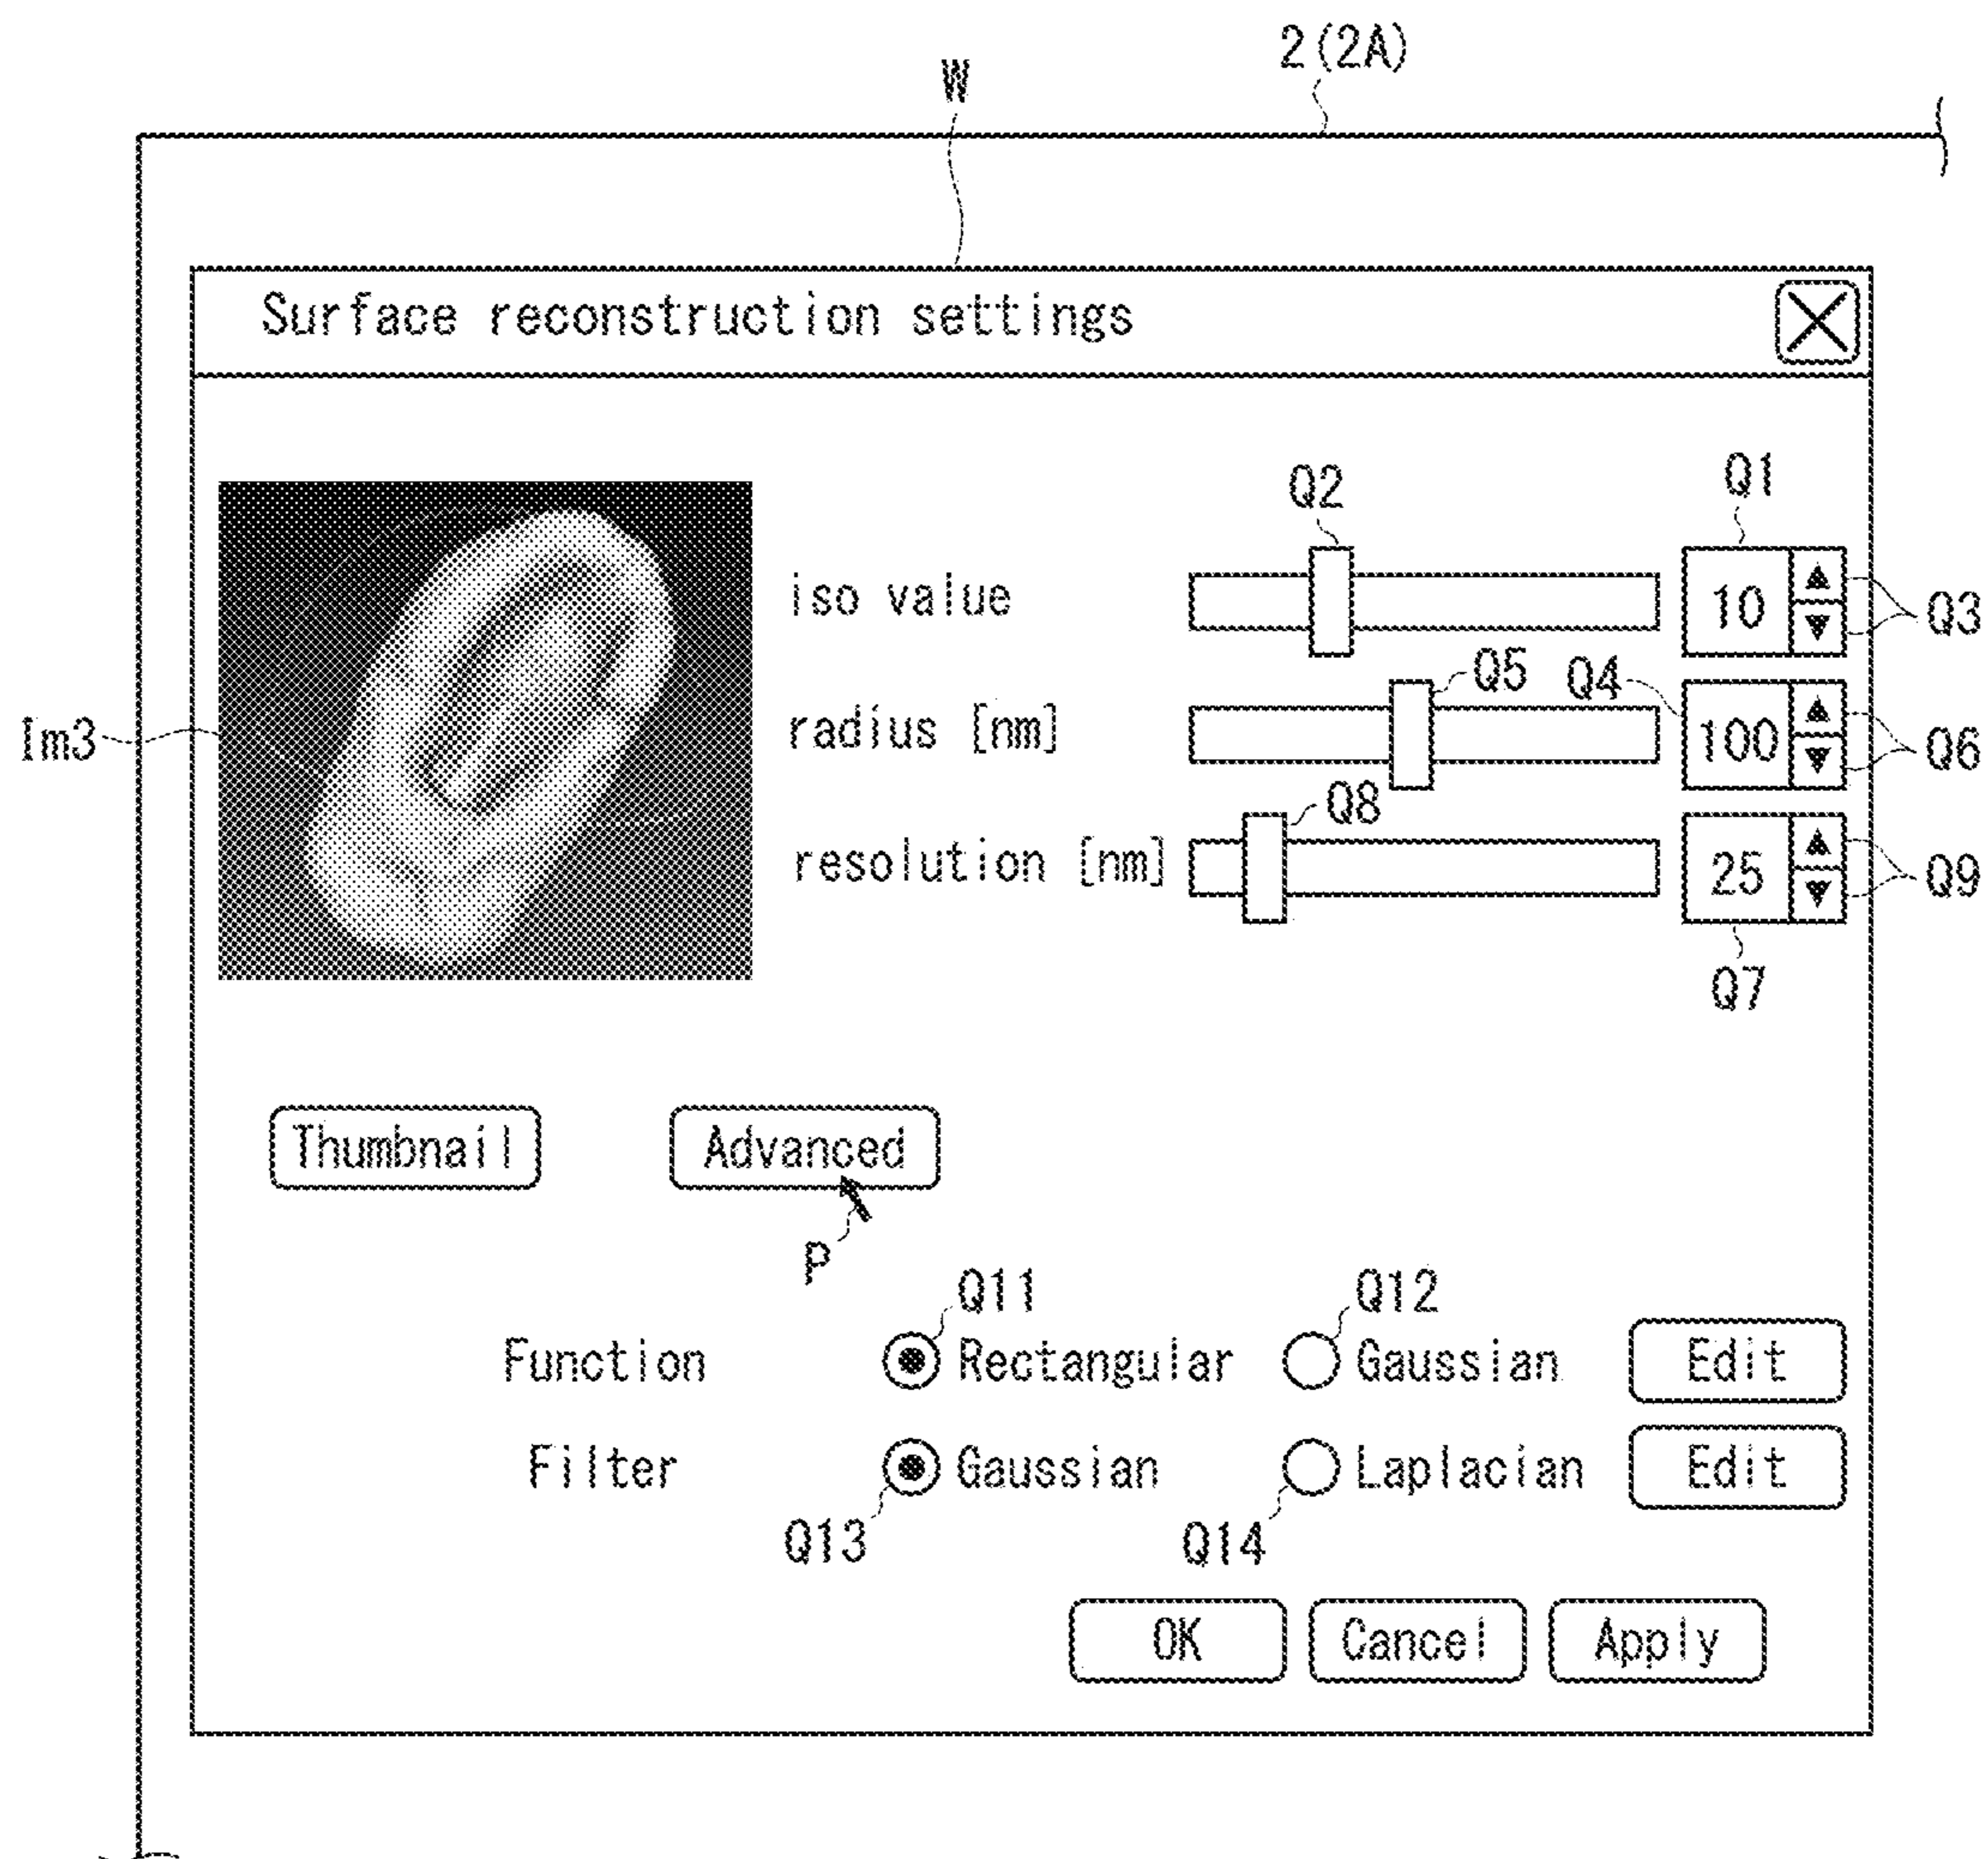 2(2A)
W
Surface reconstruction settings
Q2
Q1
iso value
10
Q3
Q5
Q4
Im3
radius [nm]
100
Q6
Q8
resolution [nm]
25
Q9
Q7
Thumbnail
Advanced
P
Q11
Q12
Function
Rectangular
Gaussian
Edit
Filter
Gaussian
Laplacian
Edit
Q13
Q14
OK
Cancel
Apply